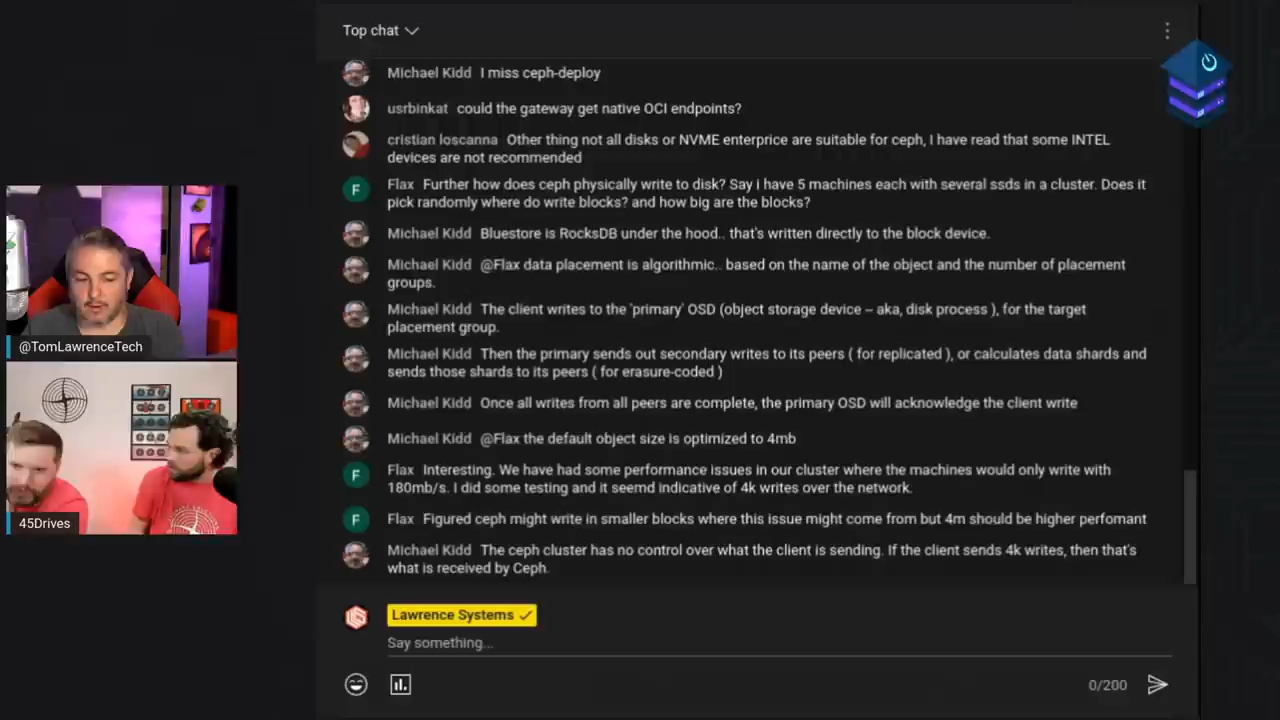 Top chat
Michael Kidd I miss ceph-deploy
usrbinkat could the gateway get native OCI endpoints?
cristian loscanna Other thing not all disks or NVME enterprice are suitable for ceph, I have read that some INTEL
devices are not recommended
F Flax Further how does ceph physically write to disk? Say i have 5 machines each with several ssds in a cluster. Does it
pick randomly where do write blocks? and how big are the blocks?
Michael Kidd Bluestore is RocksDB under the hood.. that's written directly to the block device.
Michael Kidd @Flax data placement is algorithmic.. based on the name of the object and the number of placement
groups.
Michael Kidd The client writes to the 'primary' OSD (object storage device – aka, disk process ), for the target
placement group.
Michael Kidd Then the primary sends out secondary writes to its peers ( for replicated ), or calculates data shards and
sends those shards to its peers ( for erasure-coded )
Michael Kidd Once all writes from all peers are complete, the primary OSD will acknowledge the client write
Michael Kidd @Flax the default object size is optimized to 4mb
F Flax Interesting. We have had some performance issues in our cluster where the machines would only write with
180mb/s. I did some testing and it seemd indicative of 4k writes over the network.
F Flax Figured ceph might write in smaller blocks where this issue might come from but 4m should be higher perfomant
Michael Kidd The ceph cluster has no control over what the client is sending. If the client sends 4k writes, then that's
what is received by Ceph.
Lawrence Systems
Say something...
0/200
@TomLawrenceTech
45Drives